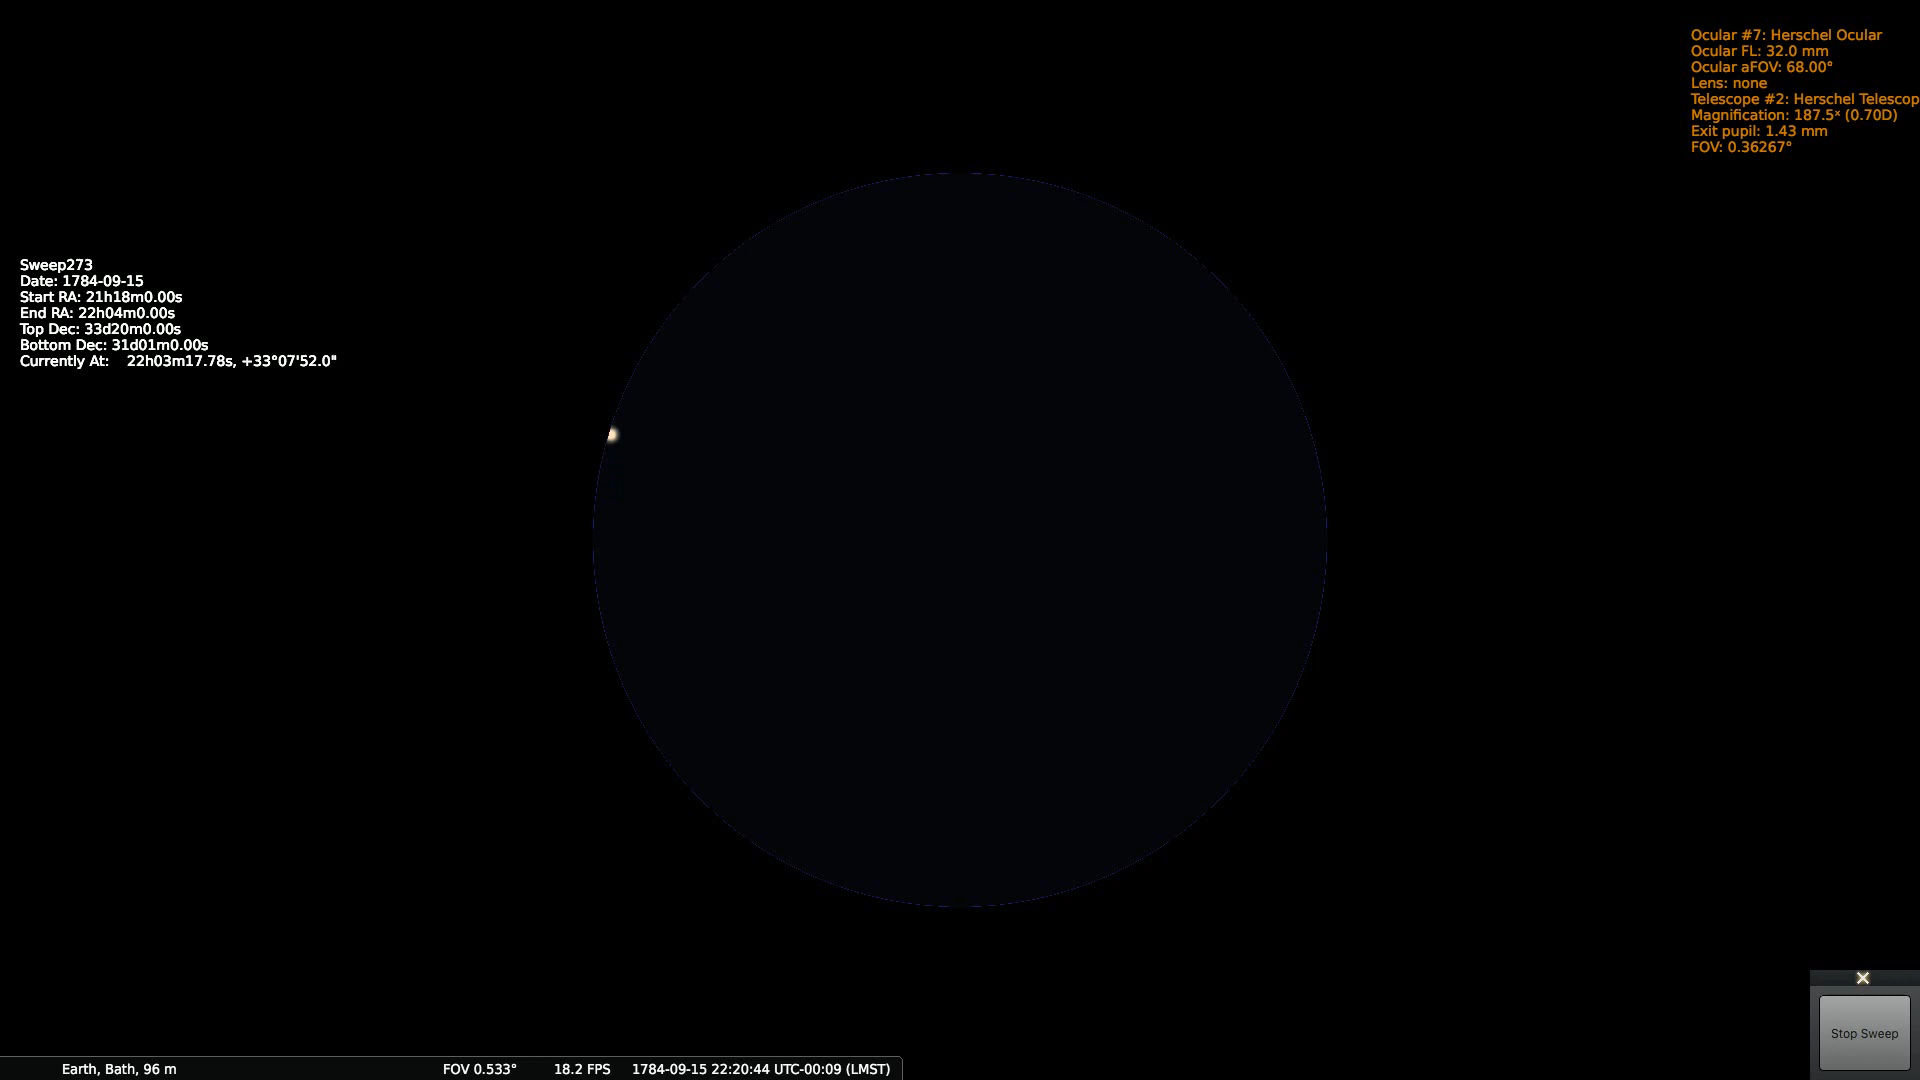 Ocular #7: Herschel Ocular
Ocular FL: 32.0 mm
Ocular aFOV: 68.00°
Lens: none
Telescope #2: Herschel Telescop
Magnification: 187.5ˣ (0.70D)
Exit pupil: 1.43 mm
FOV: 0.36267°
Sweep273
Date: 1784-09-15
Start RA: 21h18m0.00s
End RA: 22h04m0.00s
Top Dec: 33d20m0.00s
Bottom Dec: 31d01m0.00s
Currently At: 22h03m17.78s, +33°07'52.0"
Stop Sweep
Earth, Bath, 96 m FOV 0.533° 18.2 FPS 1784-09-15 22:20:44 UTC-00:09 (LMST)